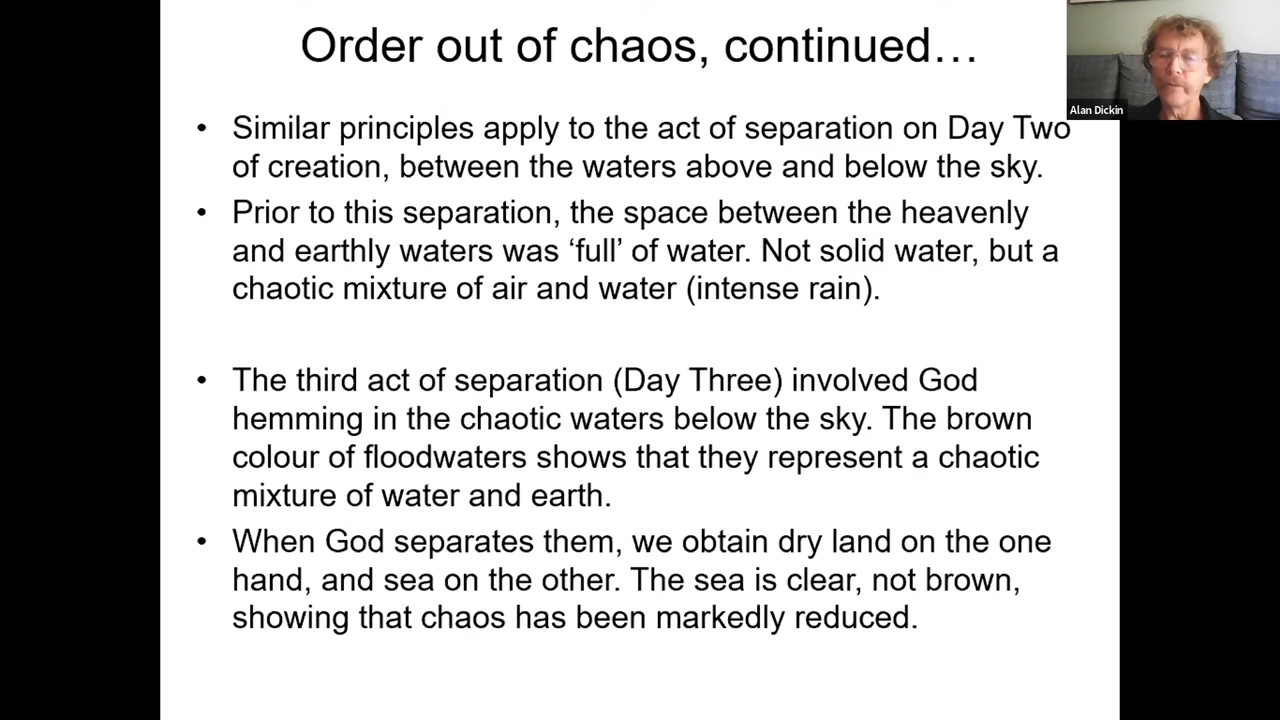 Order out of chaos, continued…
Alan Dickin
• Similar principles apply to the act of separation on Day Two
of creation, between the waters above and below the sky.
• Prior to this separation, the space between the heavenly
and earthly waters was ‘full’ of water. Not solid water, but a
chaotic mixture of air and water (intense rain).
• The third act of separation (Day Three) involved God
hemming in the chaotic waters below the sky. The brown
colour of floodwaters shows that they represent a chaotic
mixture of water and earth.
• When God separates them, we obtain dry land on the one
hand, and sea on the other. The sea is clear, not brown,
showing that chaos has been markedly reduced.